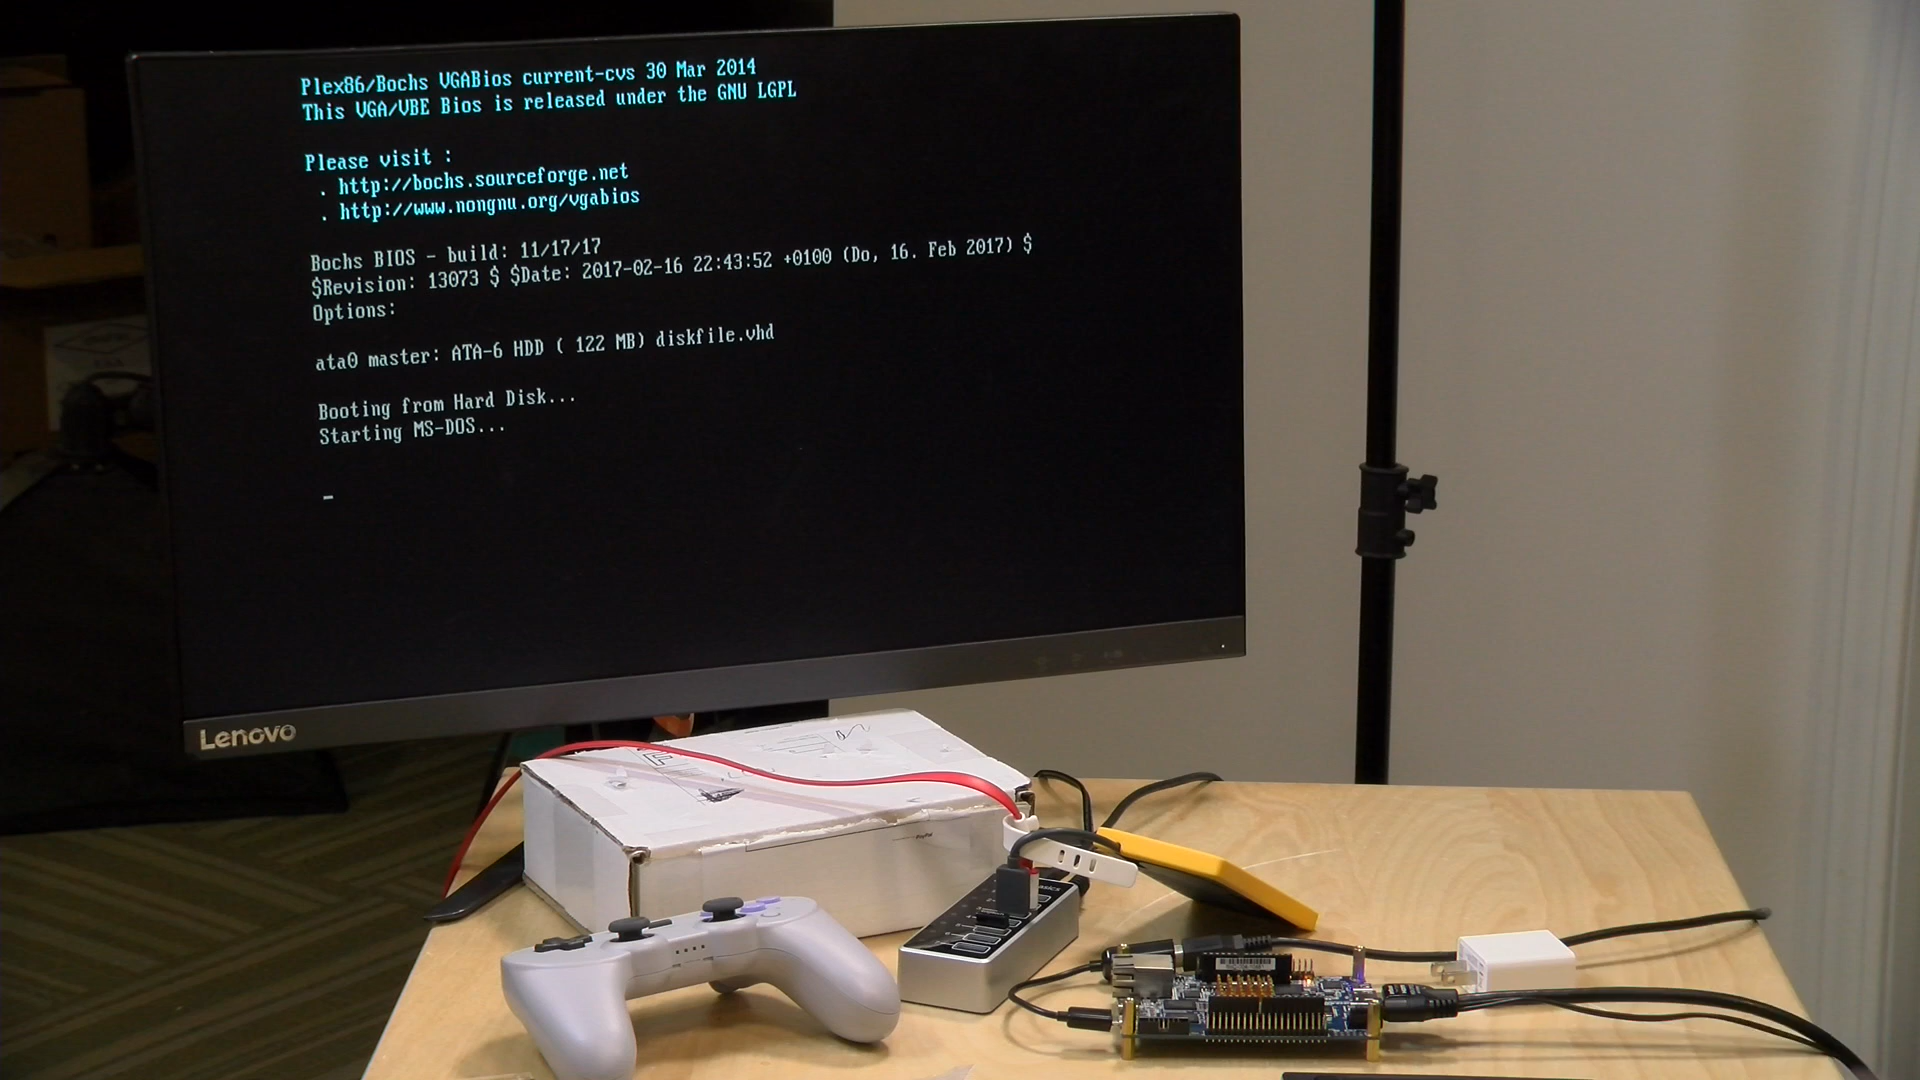 Plex86/Bochs VGABios current-cvs 30 Mar 2014
This VGA/VBE Bios is released under the GNU LGPL
Please visit :
. http://bochs.sourceforge.net
. http://www.nongnu.org/vgabios
Bochs BIOS - build: 11/17/17
$Revision: 13073 $ $Date: 2017-02-16 22:43:52 +0100 (Do, 16. Feb 2017) $
Options:
ata0 master: ATA-6 HDD ( 122 MB) diskfile.vhd
Booting from Hard Disk...
Starting MS-DOS...
_
Lenovo
PayPal